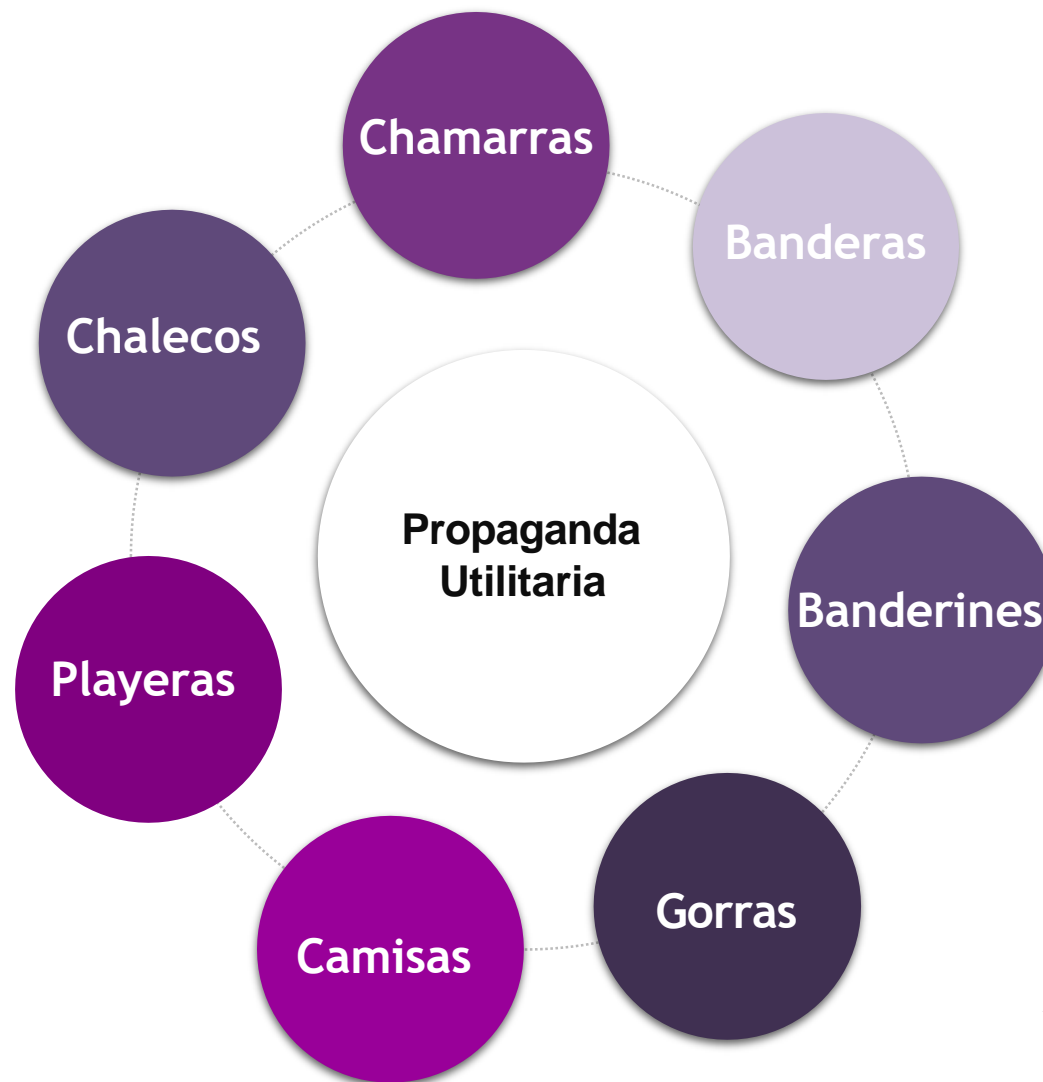 Chamarras
Banderas
Chalecos
Propaganda
Utilitaria
Banderines
Playeras
Gorras
Camisas